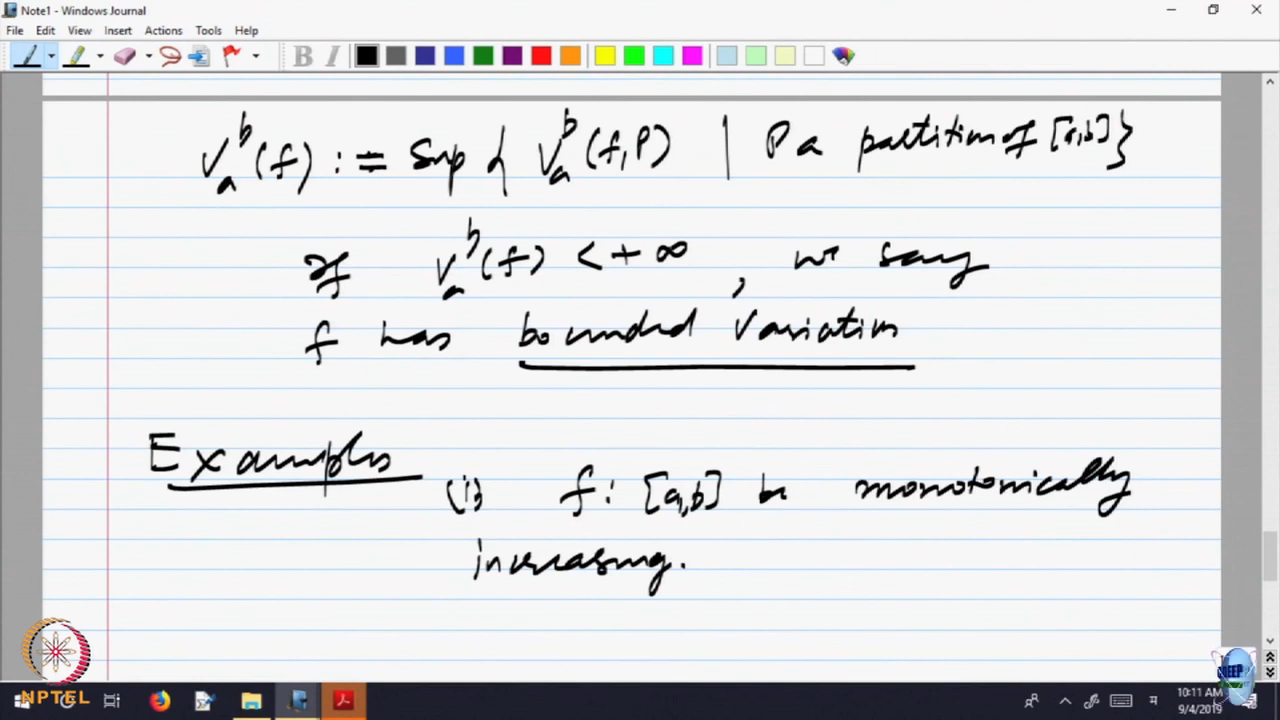 Note1 - Windows Journal
File Edit View Insert Actions Tools Help
B I
V_a^b(f) := Sup { V_a^b(f,P) | P a partition of [a,b] }
If V_a^b(f) < + ∞, we say
f has bounded variation
Examples (i) f: [a,b] be monotonically
increasing.
NPTEL
CDEEP
म
10:11 AM
9/4/2019